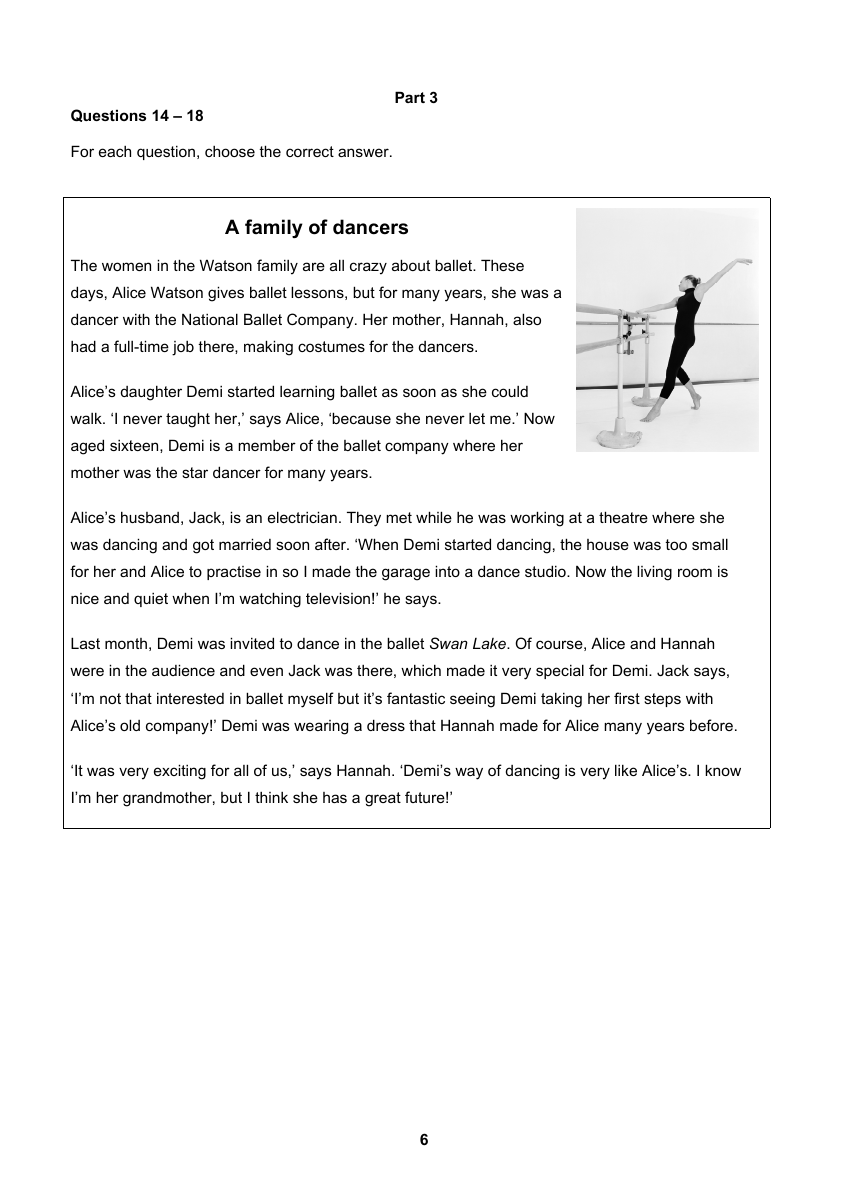 Part 3
Questions 14 – 18
For each question, choose the correct answer.
A family of dancers
The women in the Watson family are all crazy about ballet. These
days, Alice Watson gives ballet lessons, but for many years, she was a
dancer with the National Ballet Company. Her mother, Hannah, also
had a full-time job there, making costumes for the dancers.
Alice’s daughter Demi started learning ballet as soon as she could
walk. ‘I never taught her,’ says Alice, ‘because she never let me.’ Now
aged sixteen, Demi is a member of the ballet company where her
mother was the star dancer for many years.
Alice’s husband, Jack, is an electrician. They met while he was working at a theatre where she
was dancing and got married soon after. ‘When Demi started dancing, the house was too small
for her and Alice to practise in so I made the garage into a dance studio. Now the living room is
nice and quiet when I’m watching television!’ he says.
Last month, Demi was invited to dance in the ballet Swan Lake. Of course, Alice and Hannah
were in the audience and even Jack was there, which made it very special for Demi. Jack says,
‘I’m not that interested in ballet myself but it’s fantastic seeing Demi taking her first steps with
Alice’s old company!’ Demi was wearing a dress that Hannah made for Alice many years before.
‘It was very exciting for all of us,’ says Hannah. ‘Demi’s way of dancing is very like Alice’s. I know
I’m her grandmother, but I think she has a great future!’
6